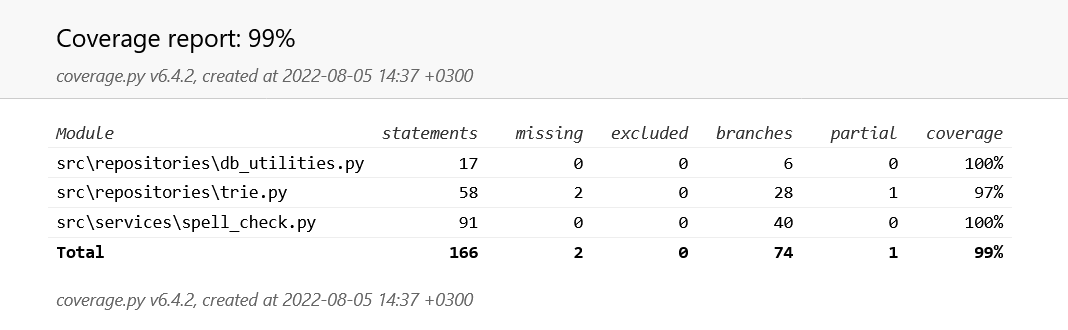 Coverage report: 99%
coverage.py v6.4.2, created at 2022-08-05 14:37 +0300
Module statements missing excluded branches partial coverage
src\repositories\db_utilities.py 17 0 0 6 0 100%
src\repositories\trie.py 58 2 0 28 1 97%
src\services\spell_check.py 91 0 0 40 0 100%
Total 166 2 0 74 1 99%
coverage.py v6.4.2, created at 2022-08-05 14:37 +0300